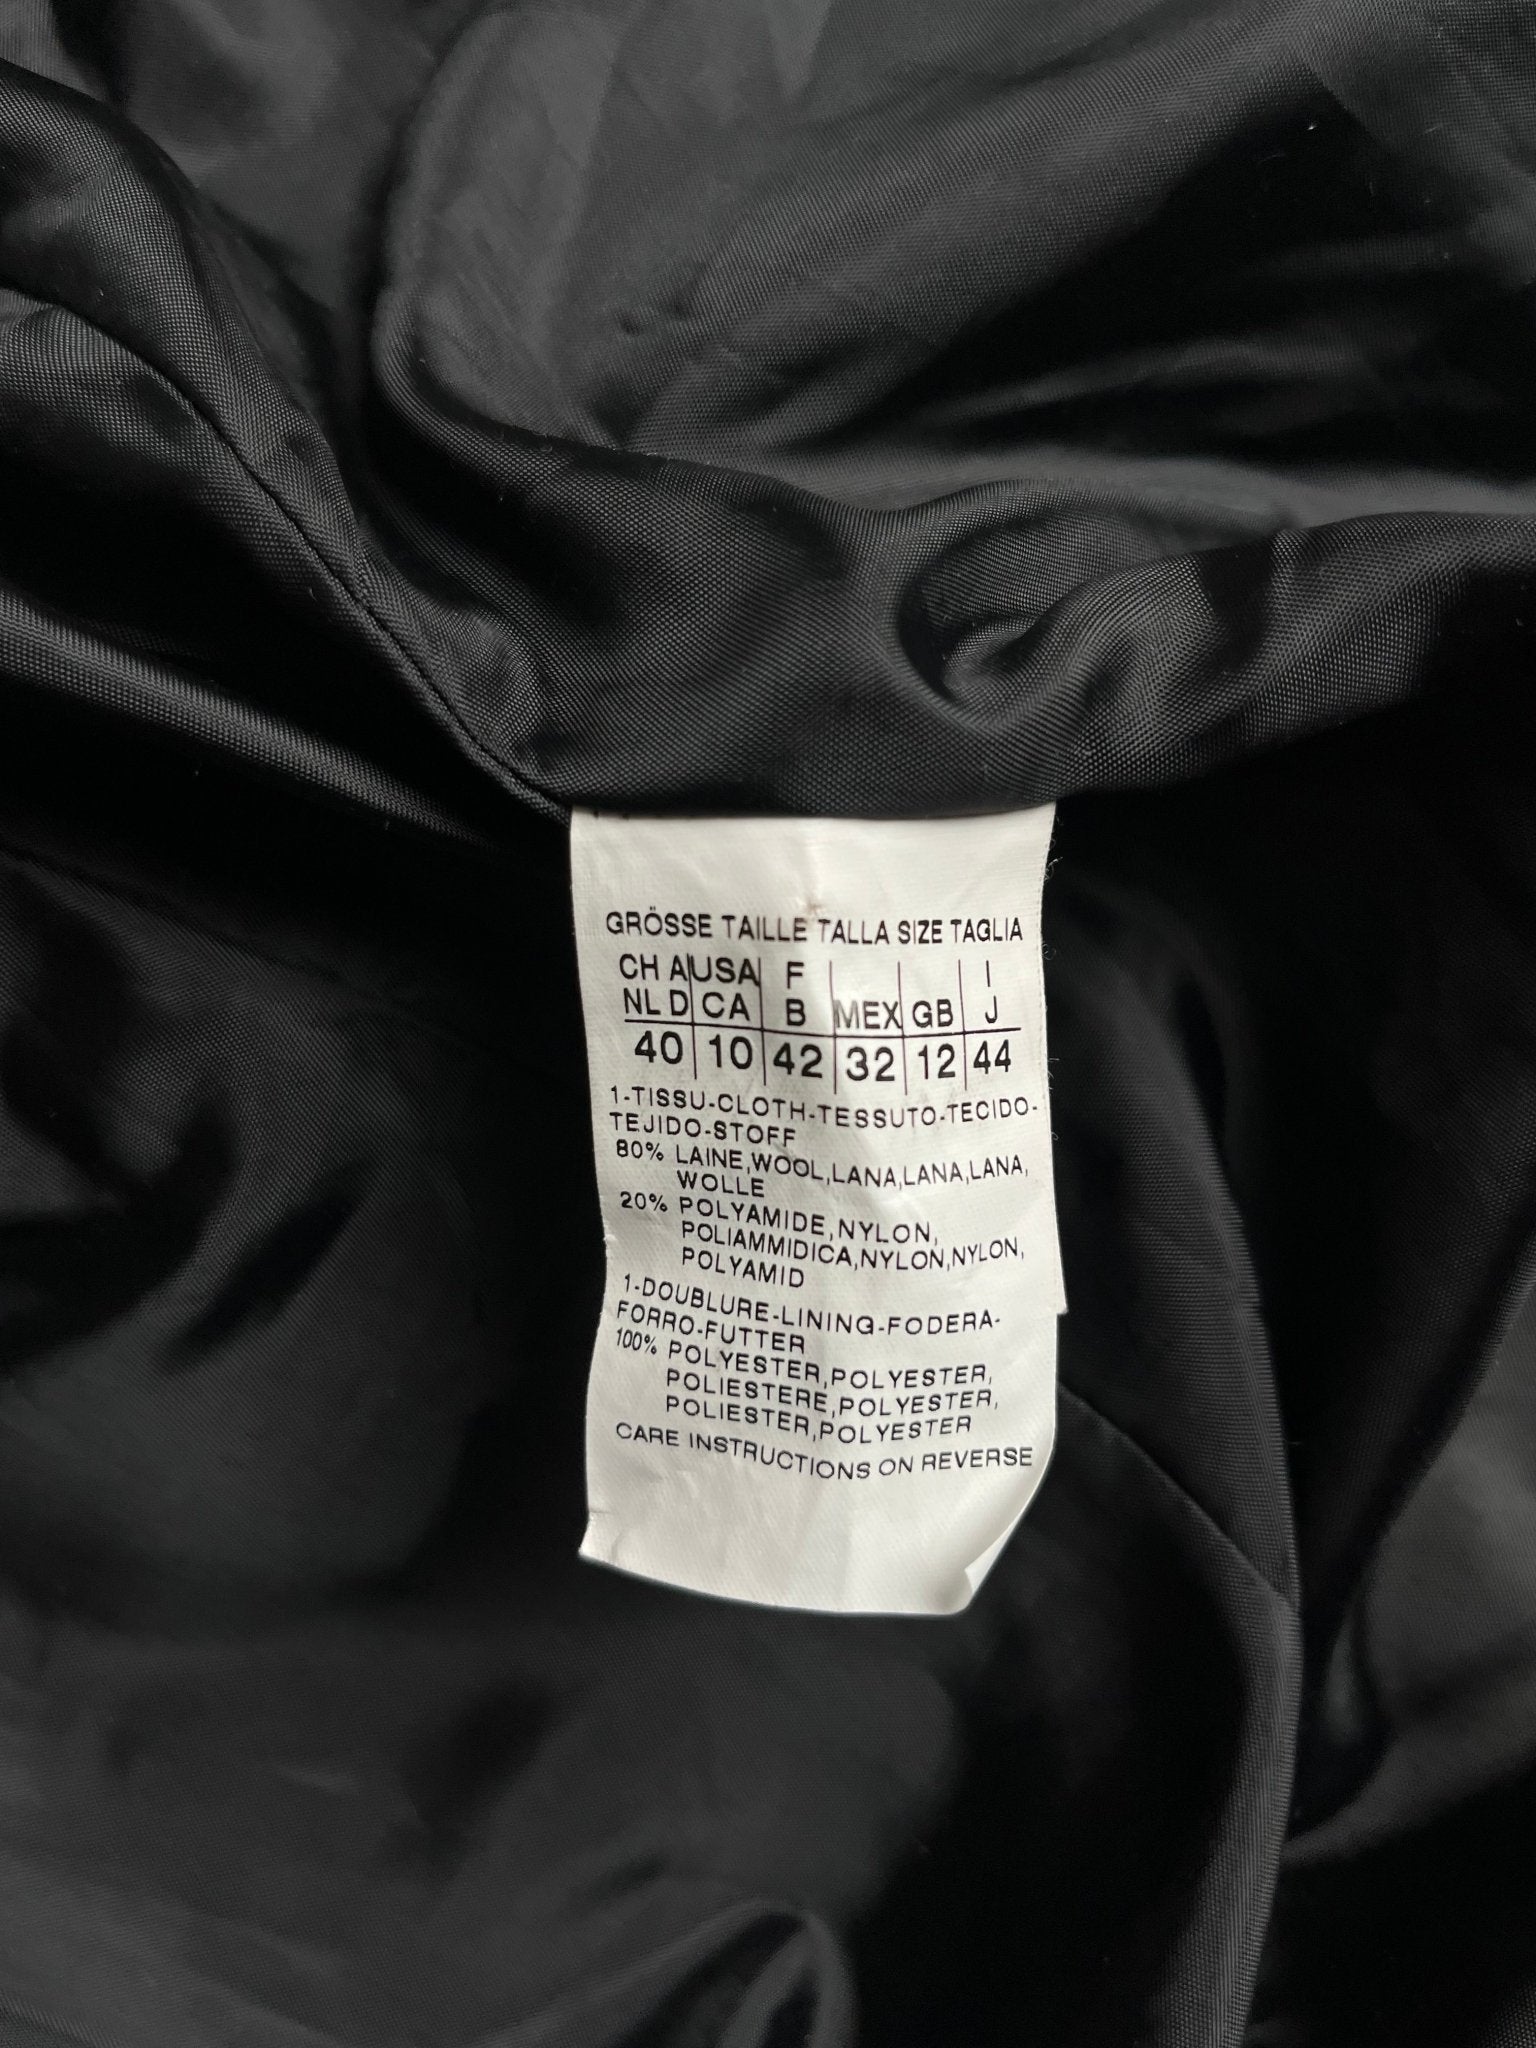 GRÖSSE TAILLE TALLA SIZE TAGLIA
CH A USA F I
NL D CA B MEX GB J
40 10 42 32 12 44
1-TISSU-CLOTH-TESSUTO-TECIDO-
TEJIDO-STOFF
80% LAINE,WOOL,LANA,LANA,LANA,
WOLLE
20% POLYAMIDE,NYLON,
POLIAMMIDICA,NYLON,NYLON,
POLYAMID
1-DOUBLURE-LINING-FODERA-
FORRO-FUTTER
100% POLYESTER,POLYESTER,
POLIESTERE,POLYESTER,
POLIESTER,POLYESTER
CARE INSTRUCTIONS ON REVERSE